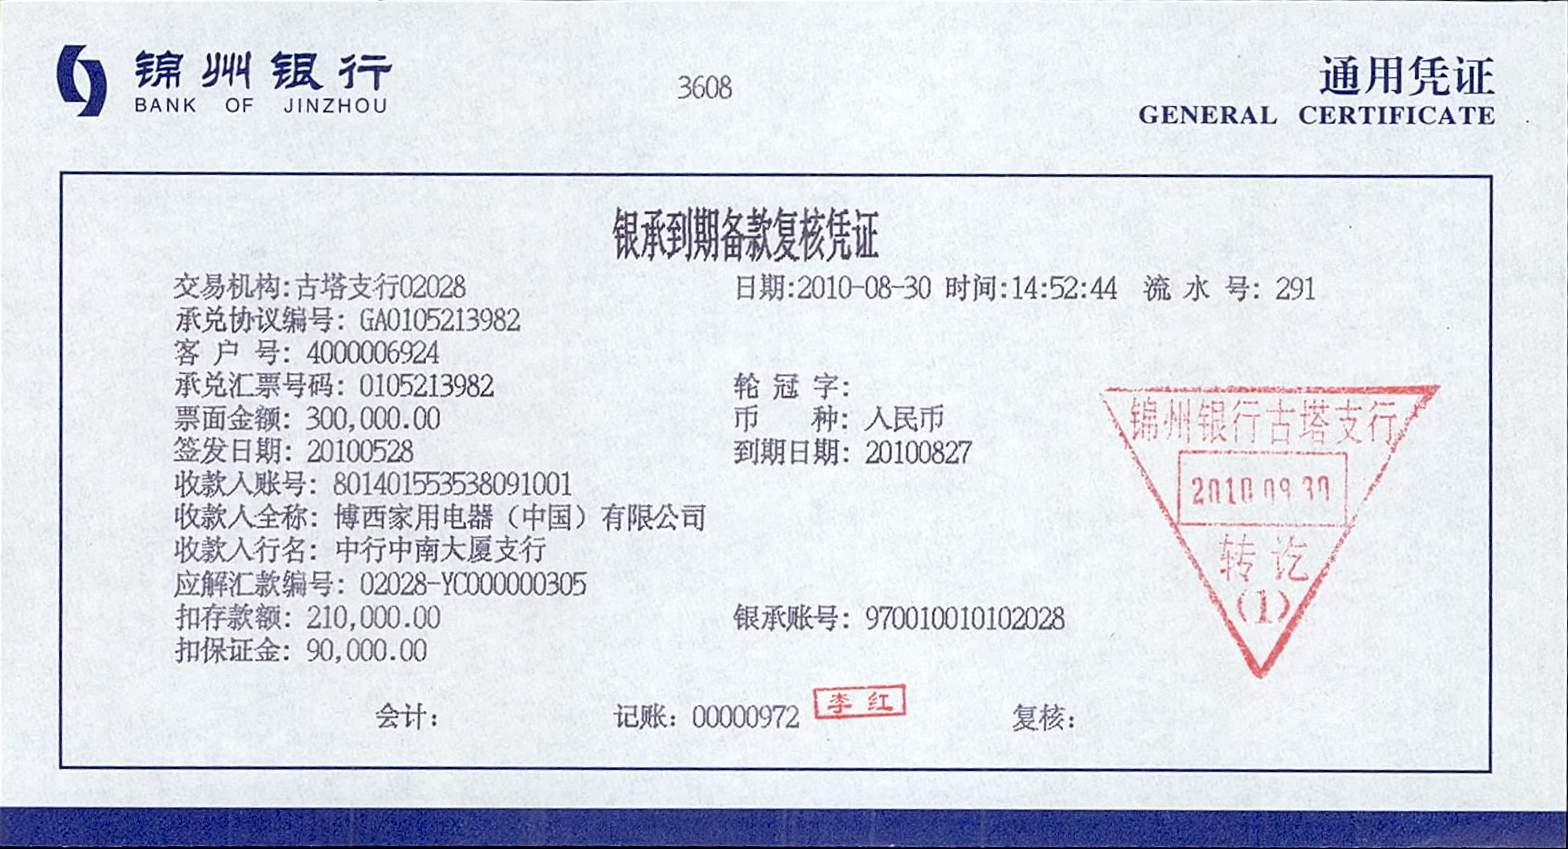 锦州银行
BANK OF JINZHOU
3608
通用凭证
GENERAL CERTIFICATE
银承到期备款复核凭证
交易机构:古塔支行02028 日期:2010-08-30 时间:14:52:44 流 水 号: 291
承兑协议编号: GA0105213982
客 户 号: 4000006924
承兑汇票号码: 0105213982 轮 冠 字:
票面金额: 300,000.00 币 种: 人民币
签发日期: 20100528 到期日期: 20100827
收款人账号: 801401553538091001
收款人全称: 博西家用电器（中国）有限公司
收款人行名: 中行中南大厦支行
应解汇款编号: 02028-YC000000305
扣存款额: 210,000.00 银承账号: 970010010102028
扣保证金: 90,000.00
会计: 记账: 00000972 李红 复核:
锦州银行古塔支行
2010 09 30
转讫
(1)